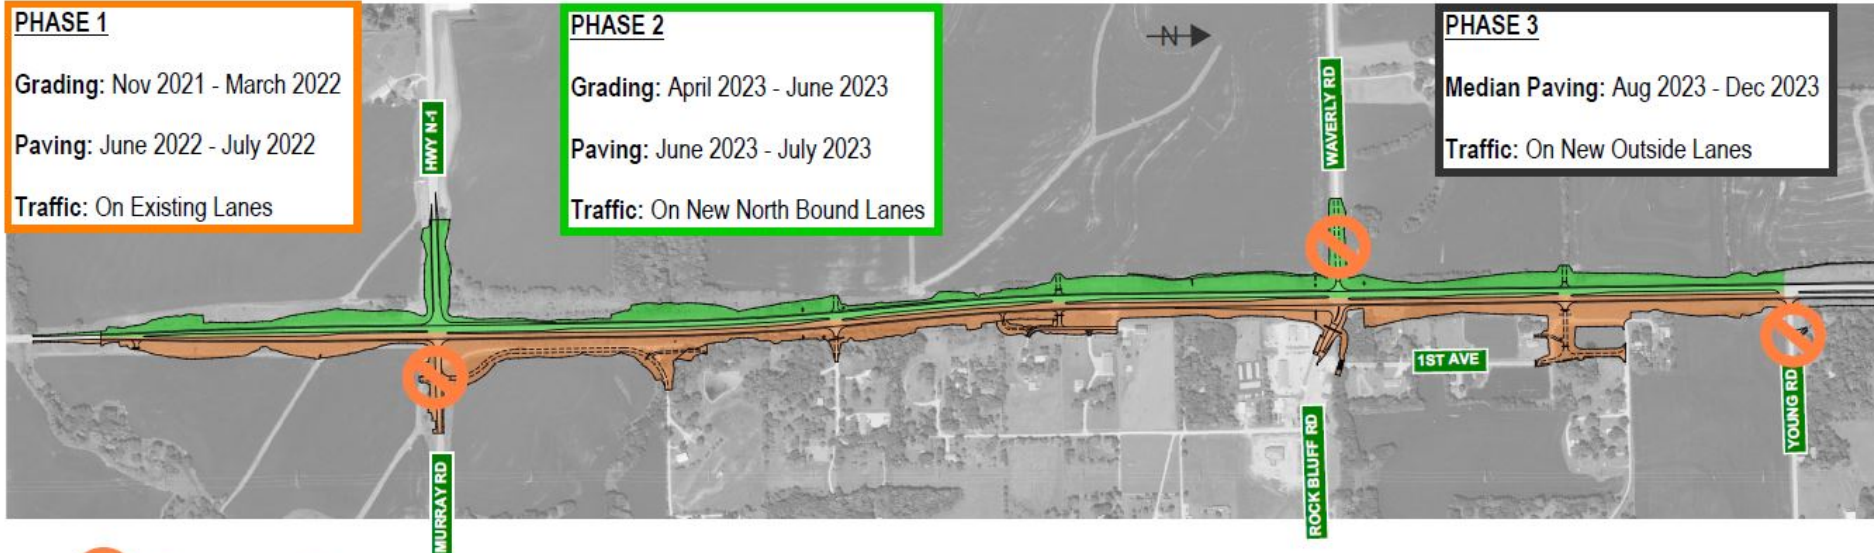 PHASE 1
Grading: Nov 2021 - March 2022
Paving: June 2022 - July 2022
Traffic: On Existing Lanes
PHASE 2
Grading: April 2023 - June 2023
Paving: June 2023 - July 2023
Traffic: On New North Bound Lanes
N
PHASE 3
Median Paving: Aug 2023 - Dec 2023
Traffic: On New Outside Lanes
HWY N-1
WAVERLY RD
1ST AVE
MURRAY RD
ROCK BLUFF RD
YOUNG RD